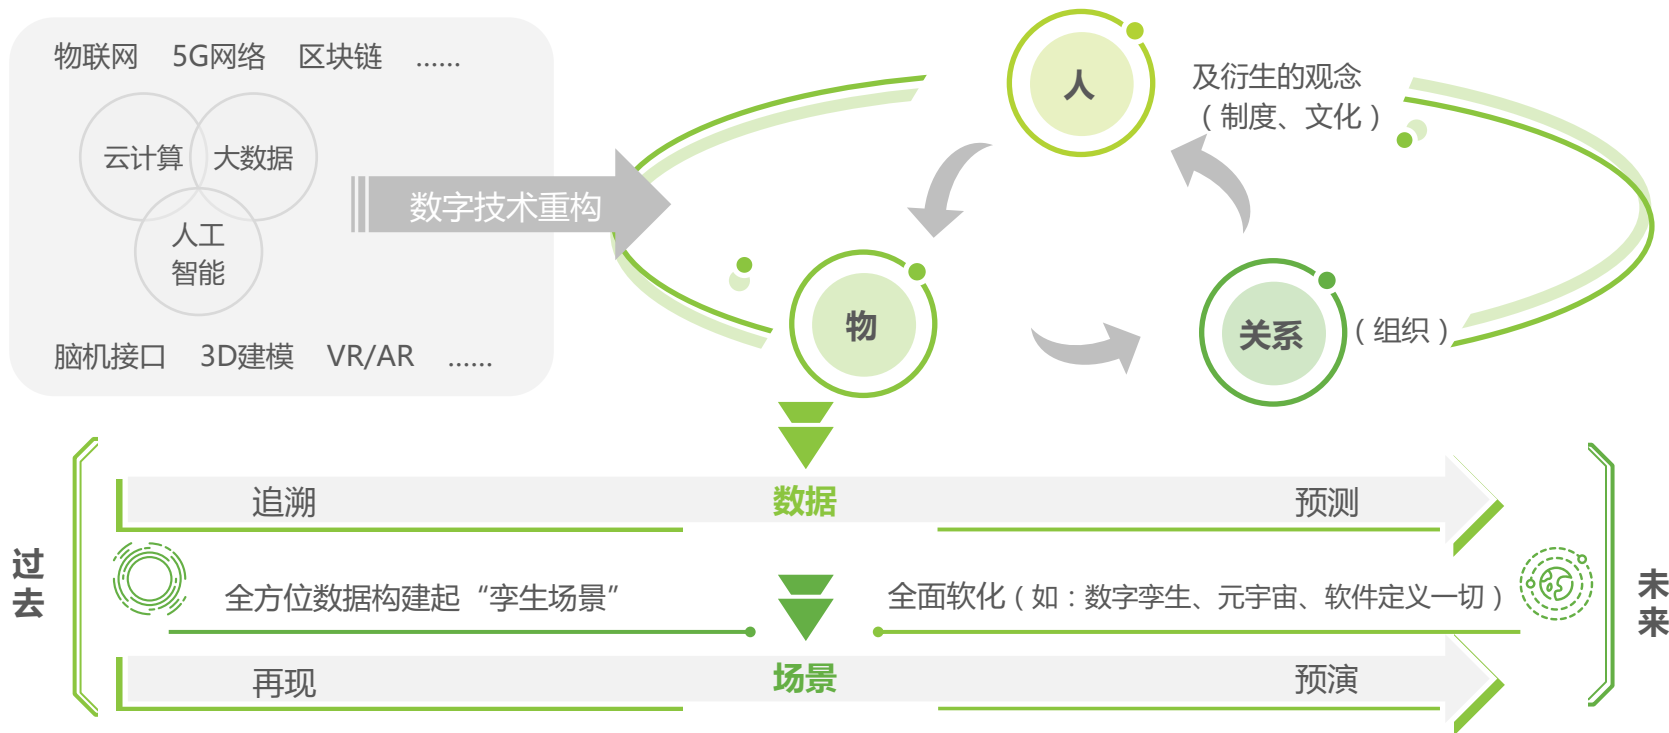 物联网 5G网络 区块链 ......
云计算 大数据
人工
智能
脑机接口 3D建模 VR/AR ......
数字技术重构
人
及衍生的观念
（制度、文化）
物
关系
（组织）
过去
追溯 数据 预测
全方位数据构建起“孪生场景”
全面软化（如：数字孪生、元宇宙、软件定义一切）
再现 场景 预演
未来